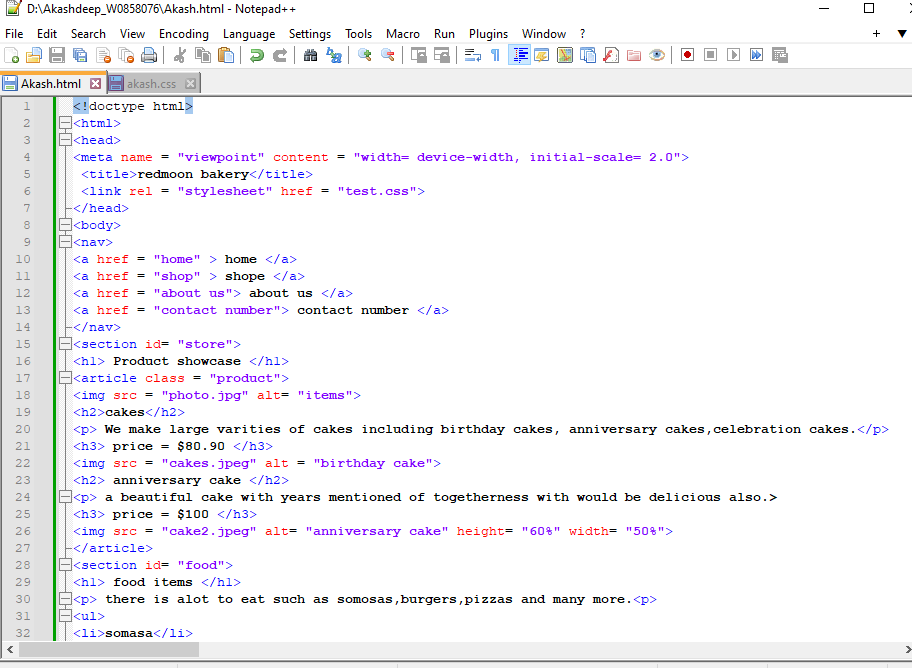 D:\Akashdeep_W0858076\Akash.html - Notepad++
File Edit Search View Encoding Language Settings Tools Macro Run Plugins Window ?
Akash.html akash.css
1 <!doctype html>
2 <html>
3 <head>
4 <meta name = "viewpoint" content = "width= device-width, initial-scale= 2.0">
5 <title>redmoon bakery</title>
6 <link rel = "stylesheet" href = "test.css">
7 </head>
8 <body>
9 <nav>
10 <a href = "home" > home </a>
11 <a href = "shop" > shope </a>
12 <a href = "about us"> about us </a>
13 <a href = "contact number"> contact number </a>
14 </nav>
15 <section id= "store">
16 <h1> Product showcase </h1>
17 <article class = "product">
18 <img src = "photo.jpg" alt= "items">
19 <h2>cakes</h2>
20 <p> We make large varities of cakes including birthday cakes, anniversary cakes,celebration cakes.</p>
21 <h3> price = $80.90 </h3>
22 <img src = "cakes.jpeg" alt = "birthday cake">
23 <h2> anniversary cake </h2>
24 <p> a beautiful cake with years mentioned of togetherness with would be delicious also.>
25 <h3> price = $100 </h3>
26 <img src = "cake2.jpeg" alt= "anniversary cake" height= "60%" width= "50%">
27 </article>
28 <section id= "food">
29 <h1> food items </h1>
30 <p> there is alot to eat such as somosas,burgers,pizzas and many more.<p>
31 <ul>
32 <li>somasa</li>